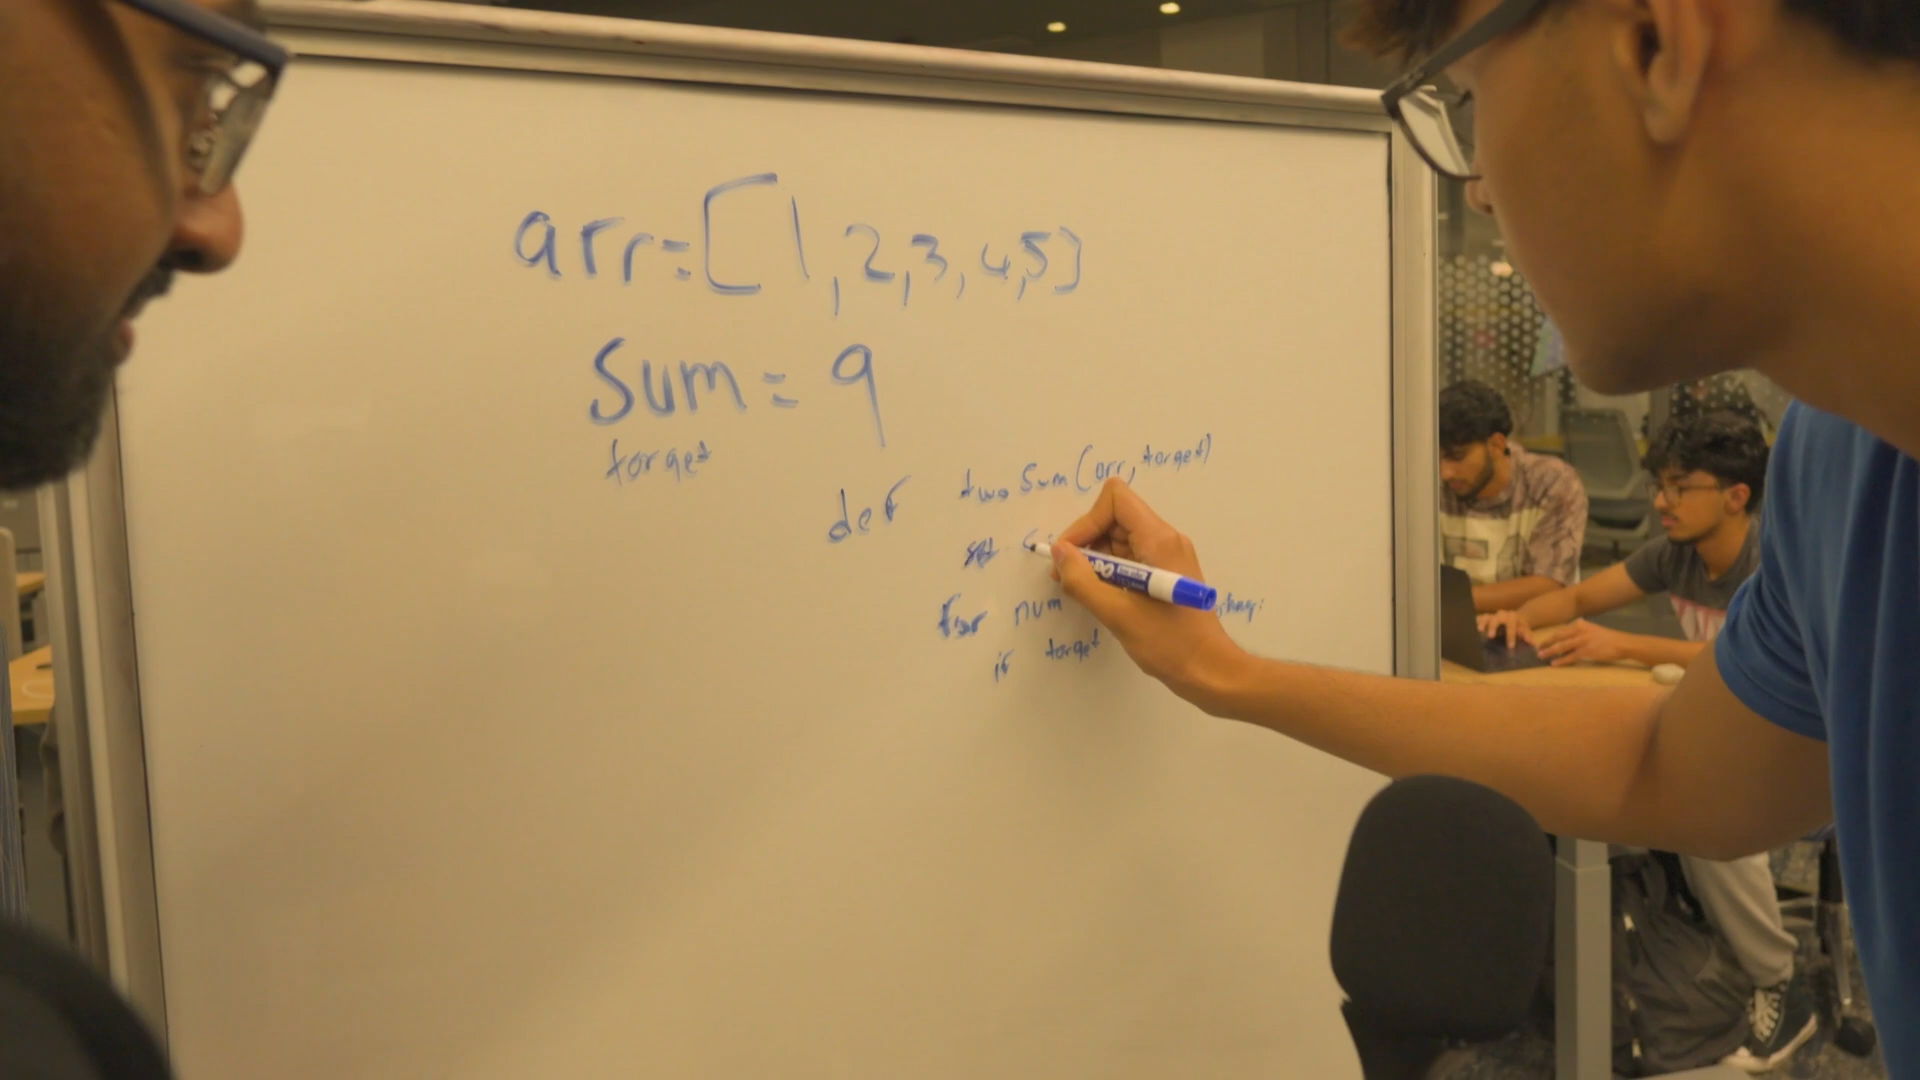 arr=[1,2,3,4,5]
Sum = 9
target
def twoSum(arr, target)
for num
if target